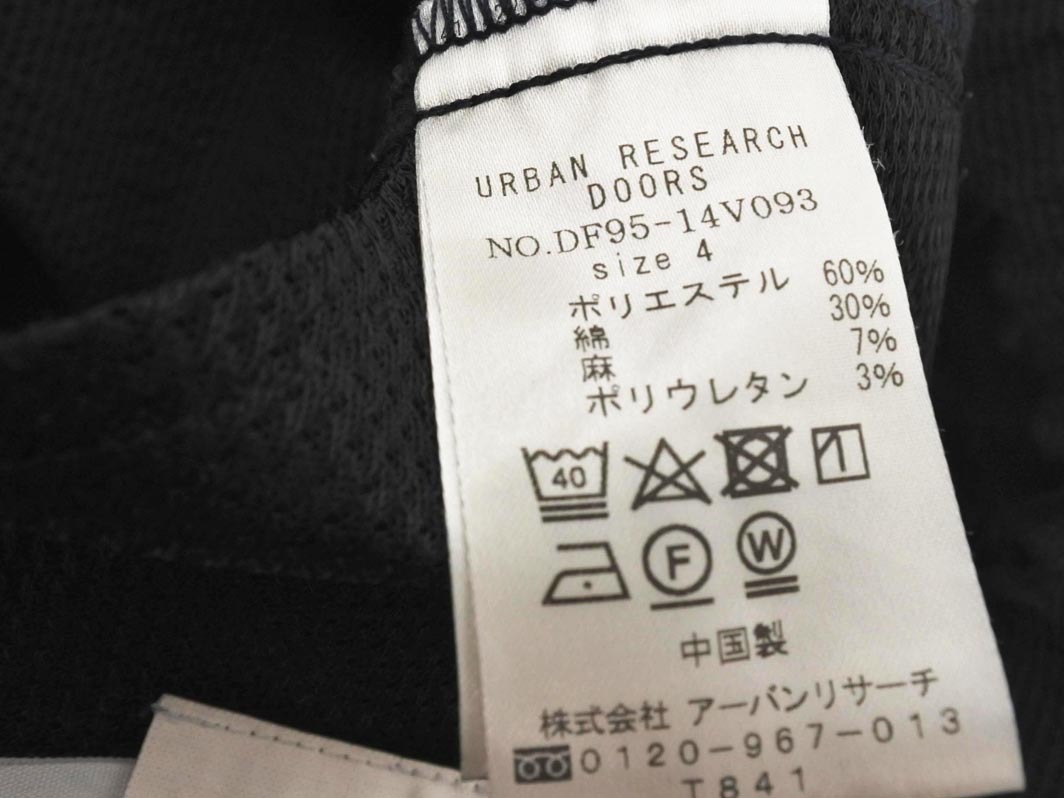 URBAN RESEARCH
DOORS
NO.DF95-14V093
size 4
ポリエステル 60%
綿 30%
麻 7%
ポリウレタン 3%
40
F W
中国製
株式会社 アーバンリサーチ
0120-967-013
T841